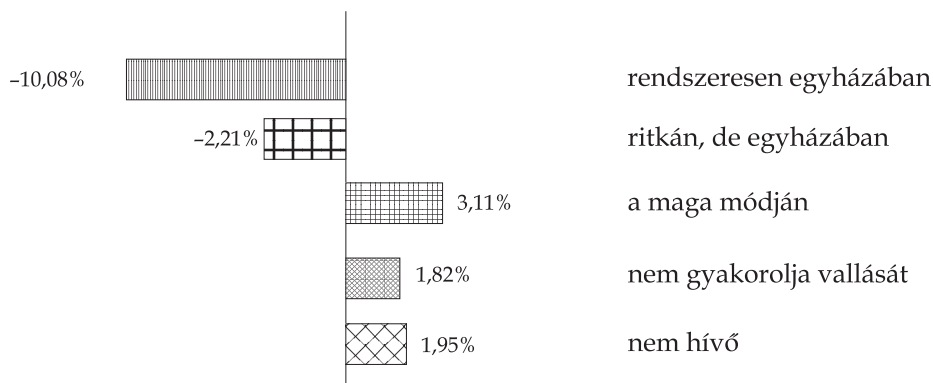 –10,08% rendszeresen egyházában
–2,21% ritkán, de egyházában
3,11% a maga módján
1,82% nem gyakorolja vallását
1,95% nem hívő